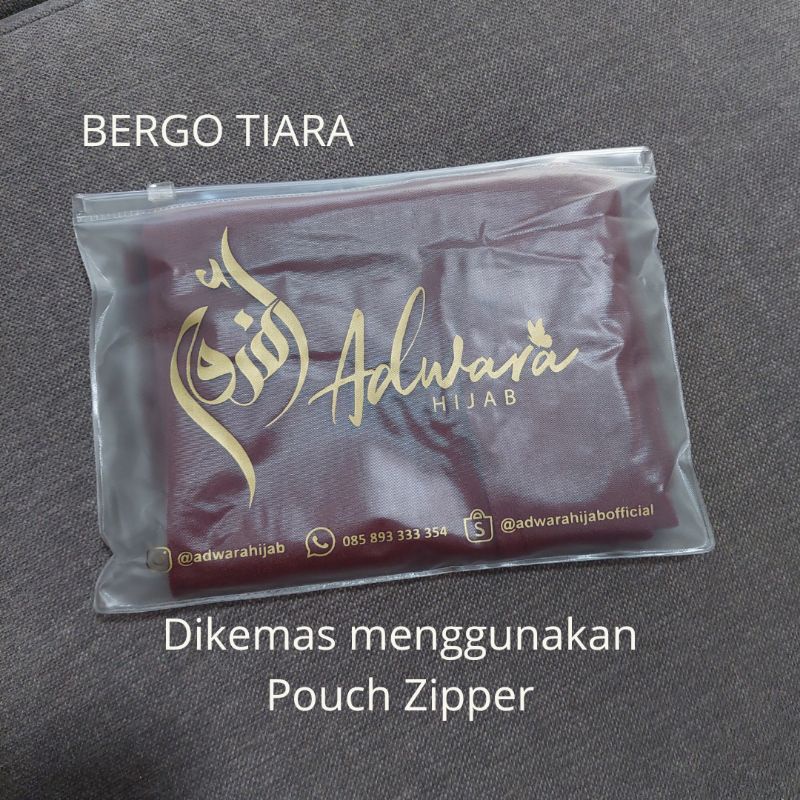 BERGO TIARA
Adwara
HIJAB
@adwarahijab
085 893 333 354
S
@adwarahijabofficial
Dikemas menggunakan
Pouch Zipper